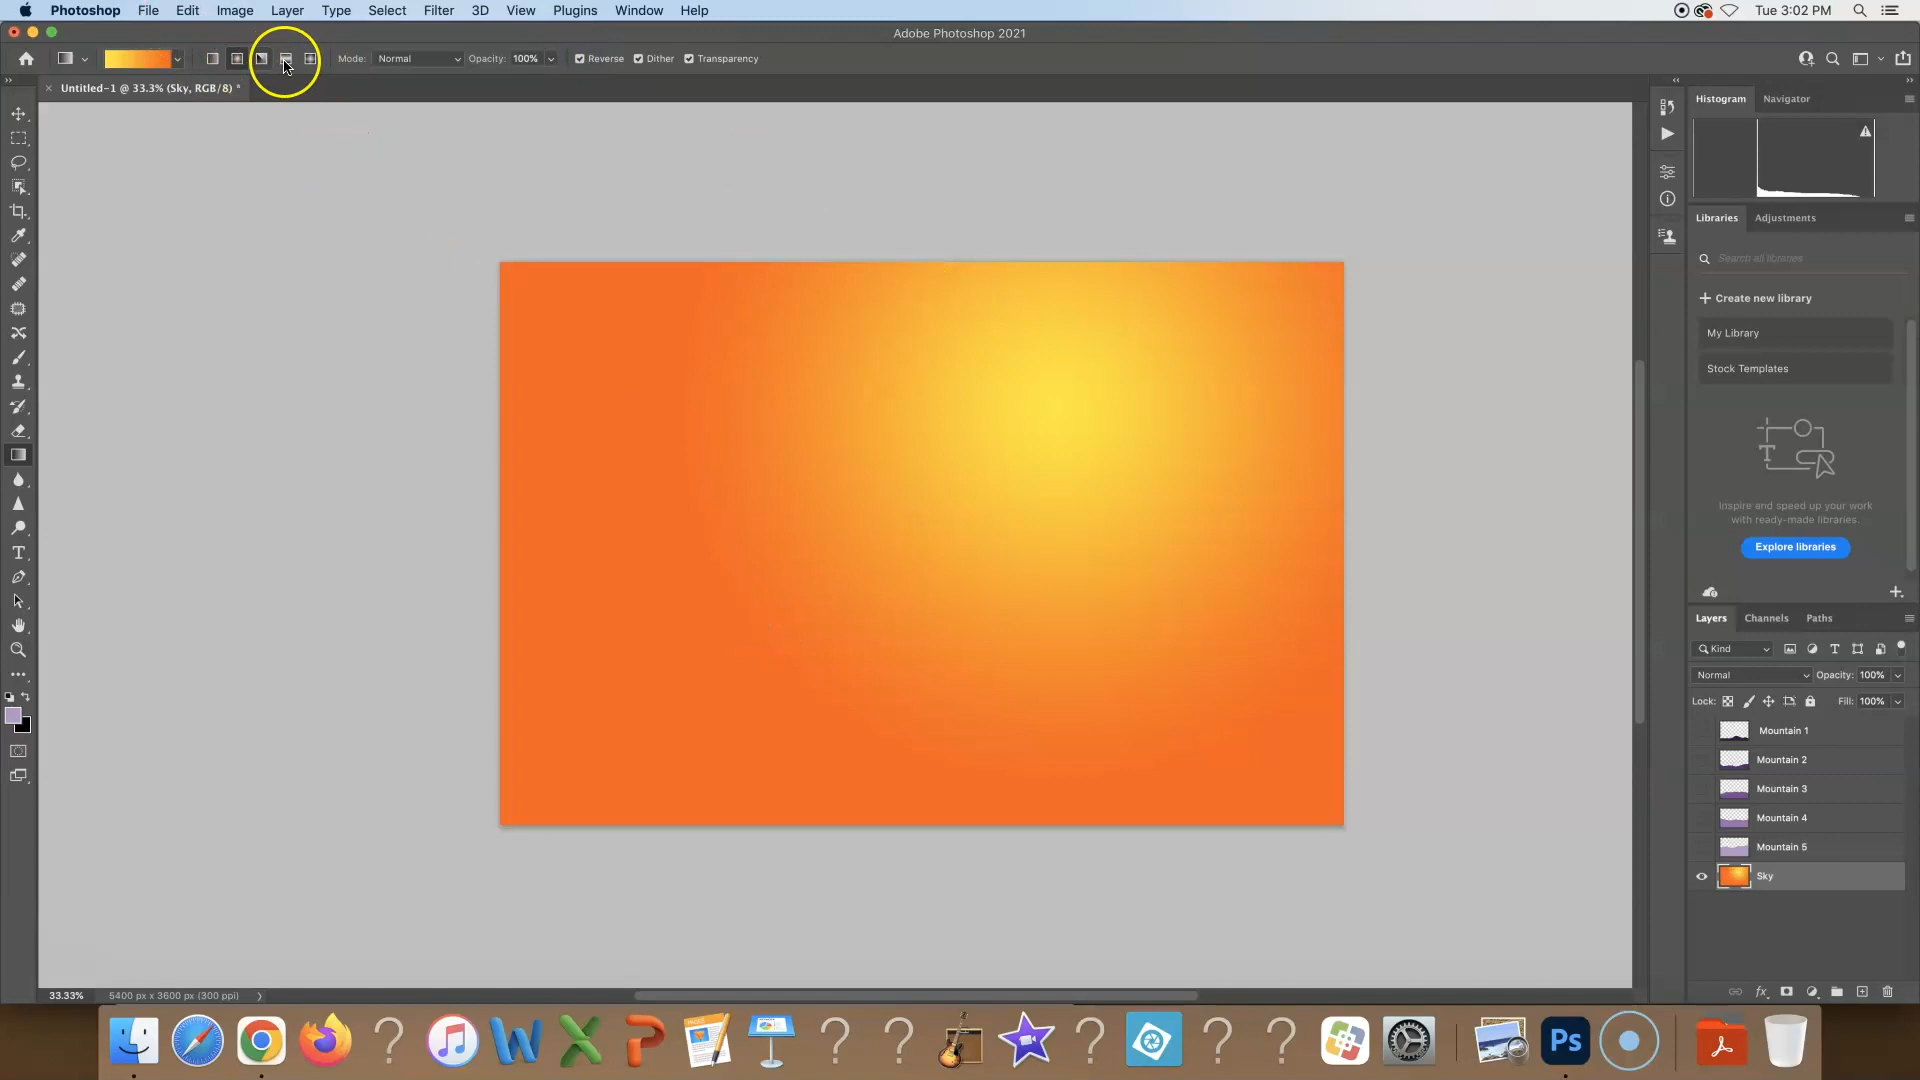 Photoshop File Edit Image Layer Type Select Filter 3D View Plugins Window Help Tue 3:02 PM
Adobe Photoshop 2021
Mode: Normal Opacity: 100% Reverse Dither Transparency
Untitled-1 @ 33.3% (Sky, RGB/8) *
Histogram Navigator
Libraries Adjustments
Search all libraries
+ Create new library
My Library
Stock Templates
T
Inspire and speed up your work
with ready-made libraries.
Explore libraries
Layers Channels Paths
Kind
Normal Opacity: 100%
Lock: Fill: 100%
Mountain 1
Mountain 2
Mountain 3
Mountain 4
Mountain 5
Sky
fx
33.33% 5400 px x 3600 px (300 ppi)
W X P Ps